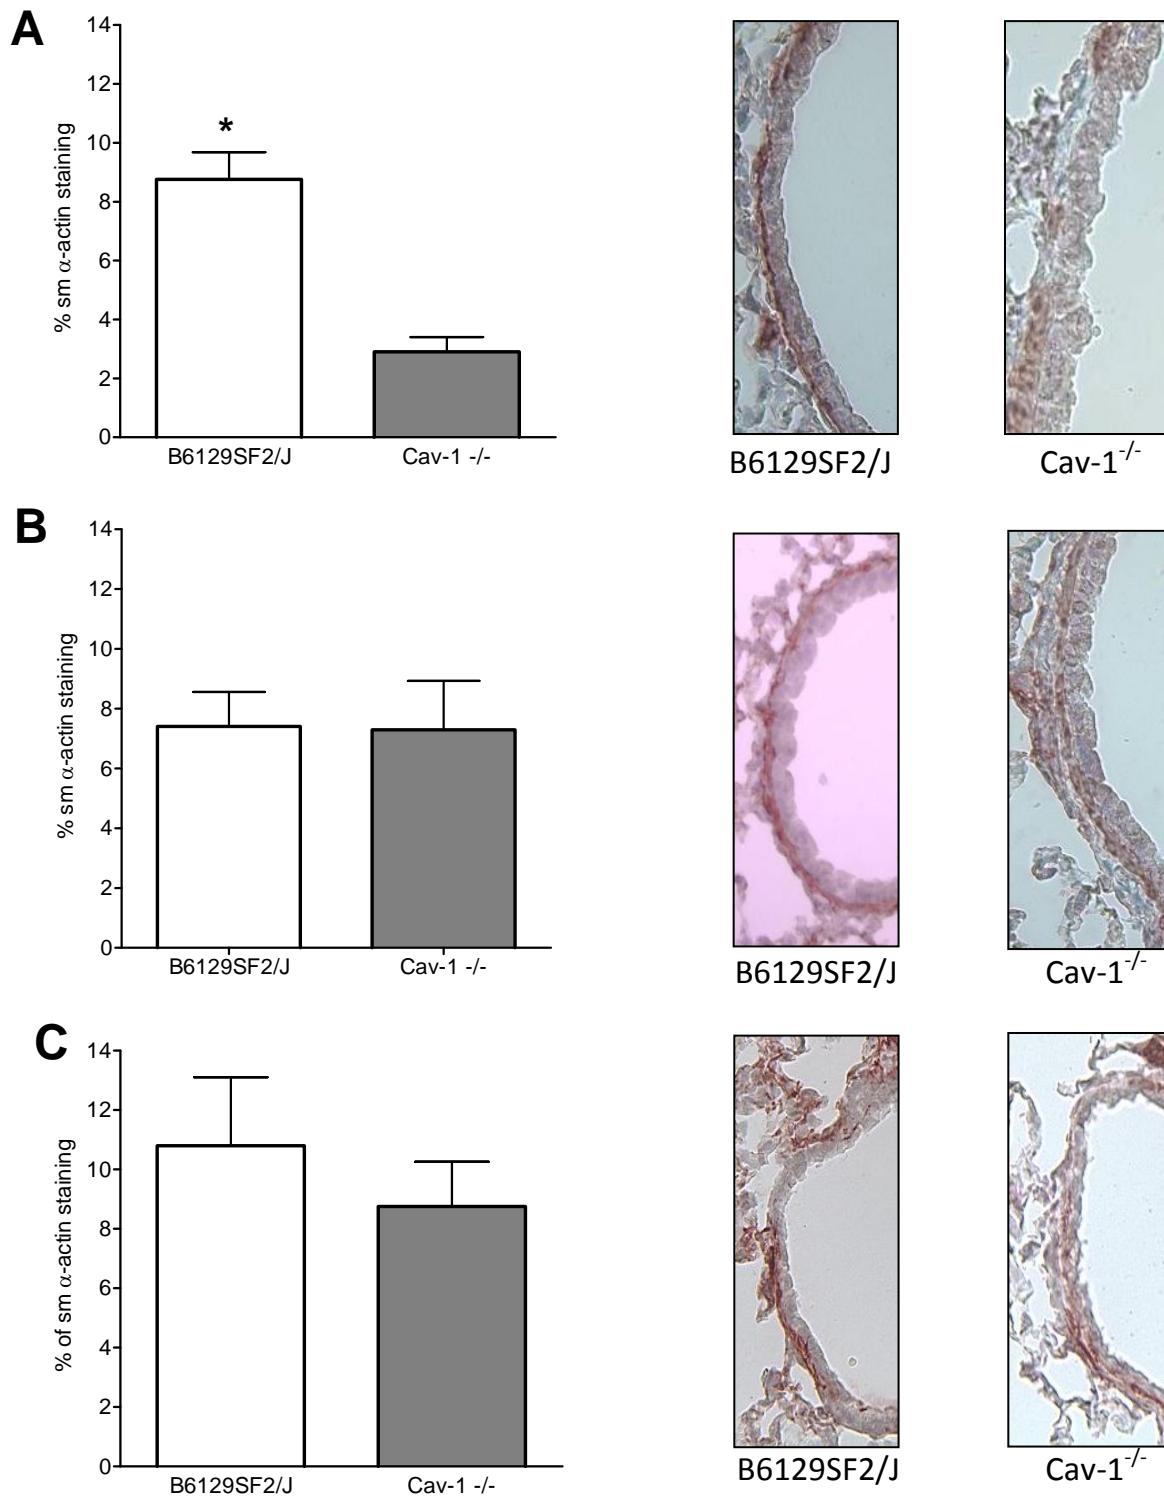 A
14
12
10
8
6
4
2
0
% sm α-actin staining
*
B6129SF2/J
Cav-1 -/-
B6129SF2/J
Cav-1-/-
B
14
12
10
8
6
4
2
0
% sm α-actin staining
B6129SF2/J
Cav-1 -/-
B6129SF2/J
Cav-1-/-
C
14
12
10
8
6
4
2
0
% of sm α-actin staining
B6129SF2/J
Cav-1 -/-
B6129SF2/J
Cav-1-/-